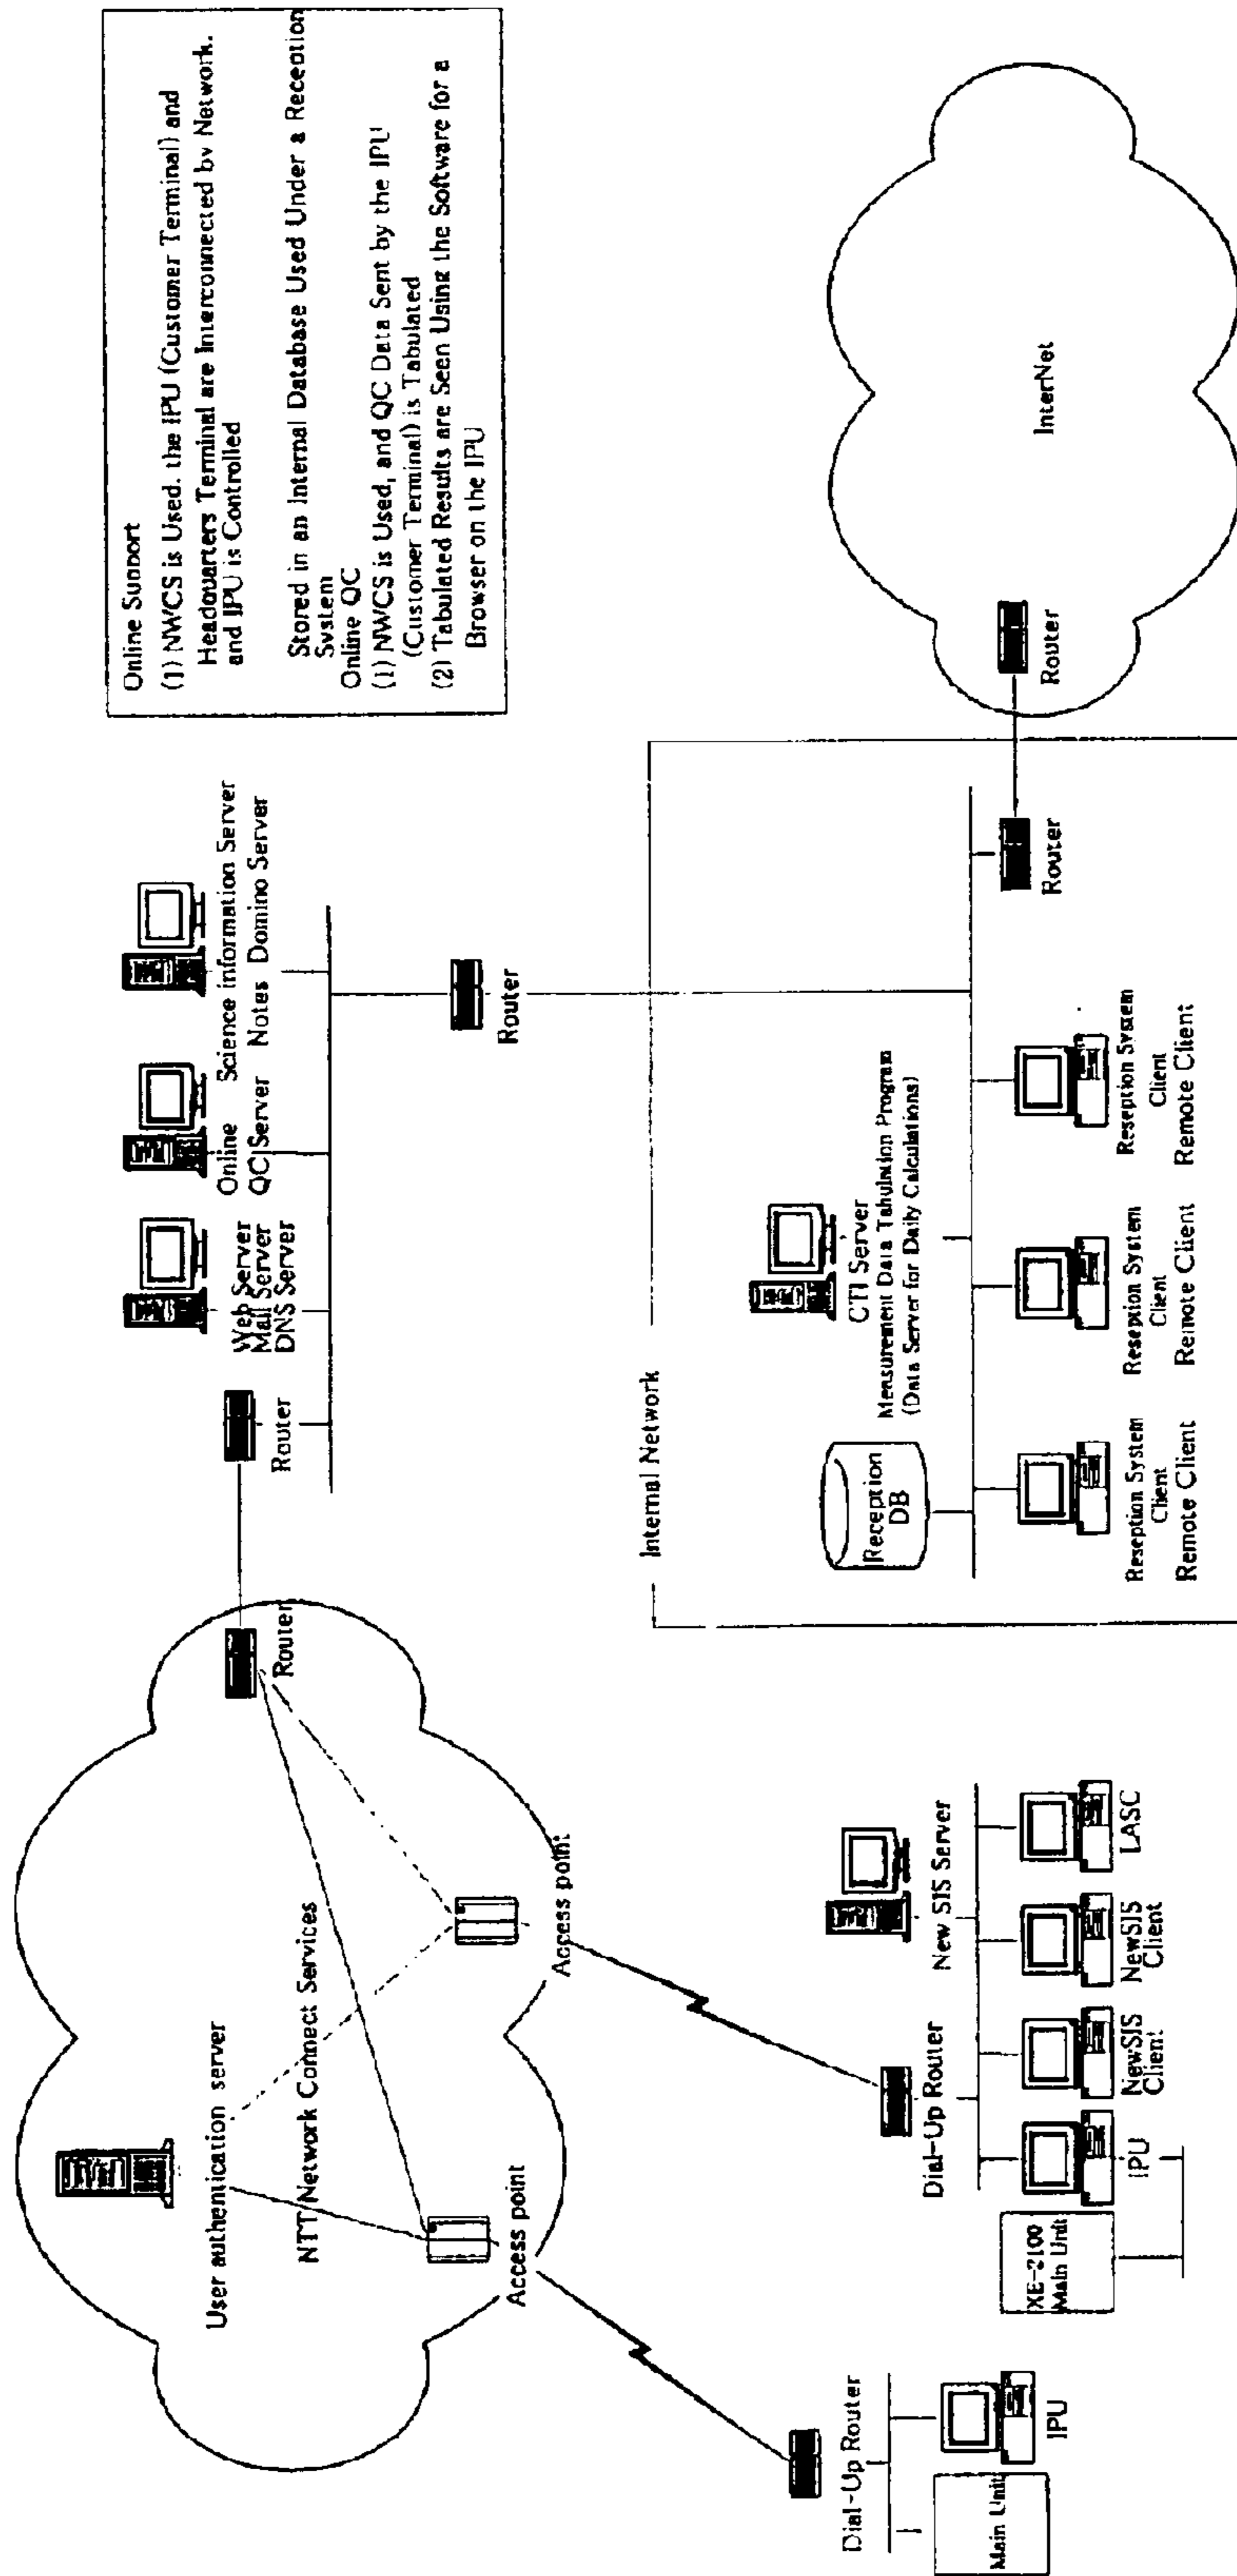 Online Support
(1) NWCS is Used. the IPU (Customer Terminal) and
Headquarters Terminal are Interconnected by Network.
and IPU is Controlled
Stored in an Internal Database Used Under a Reception
System
Online QC
(1) NWCS is Used, and QC Data Sent by the IPU
(Customer Terminal) is Tabulated
(2) Tabulated Results are Seen Using the Software for a
Browser on the IPU
User authentication server
NTT Network Connect Services
Access point
Access point
Router
Router
Web Server
Mail Server
DNS Server
Online
QC Server
Science information Server
Notes Domino Server
Router
Internal Network
Reception
DB
CTI Server
Measurement Data Tabulation Program
(Data Server for Daily Calculations)
Reseption System
Client
Remote Client
Reseption System
Client
Remote Client
Reseption System
Client
Remote Client
Router
Router
InterNet
Dial-Up Router
Main Unit
IPU
Dial-Up Router
New SIS Server
XE-2100
Main Unit
IPU
NewSIS
Client
NewSIS
Client
LASC